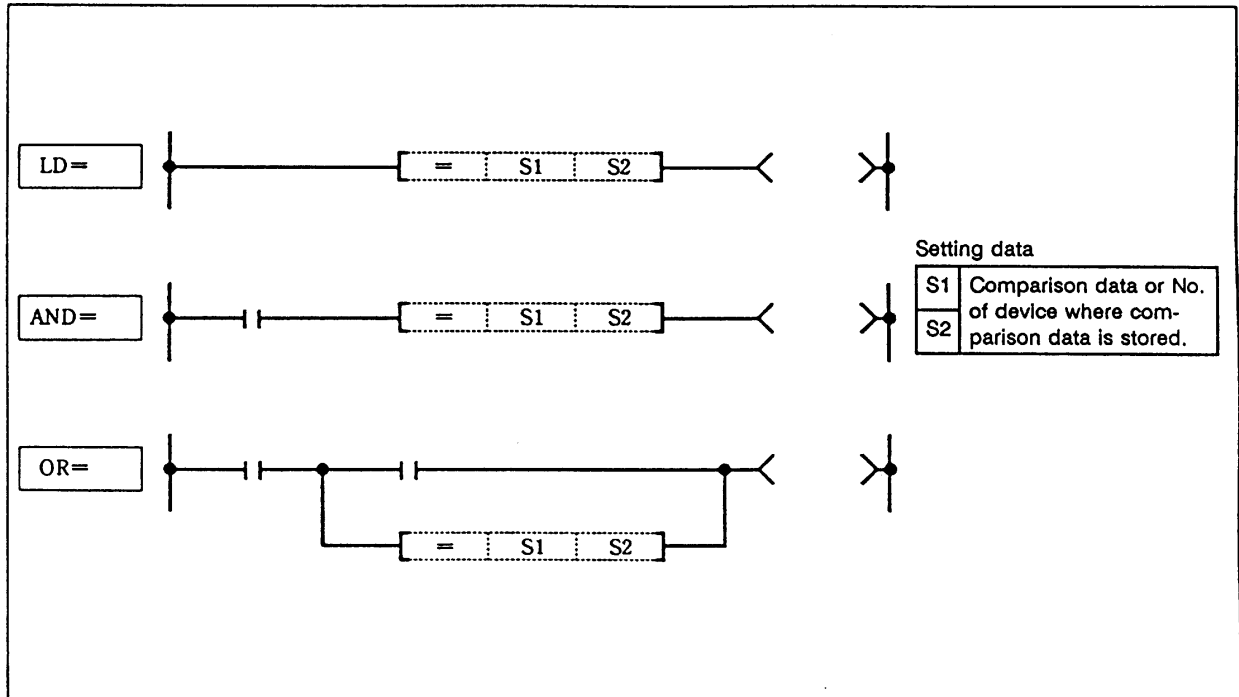 LD=
= S1 S2
Setting data
S1 Comparison data or No.
of device where com-
S2 parison data is stored.
AND=
= S1 S2
OR=
= S1 S2